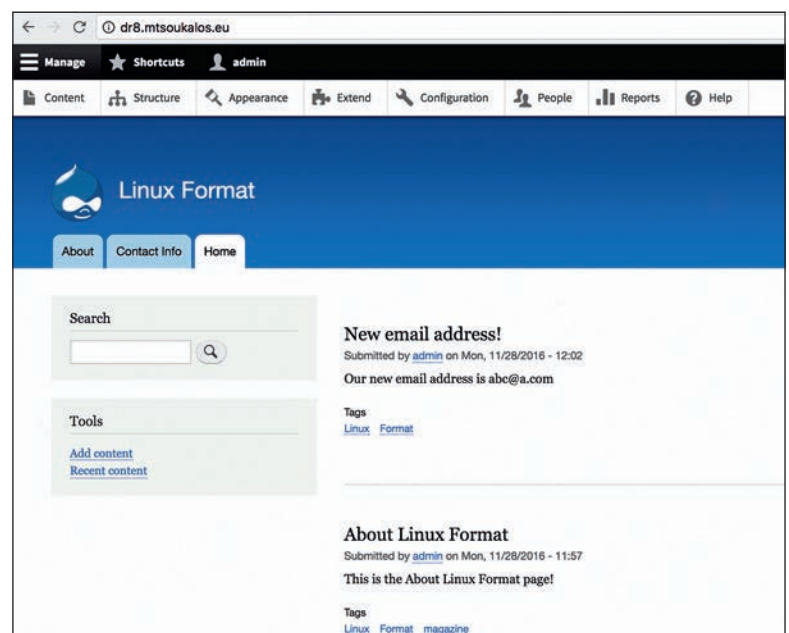 dr8.mtsoukalos.eu
Manage Shortcuts admin
Content Structure Appearance Extend Configuration People Reports Help
Linux Format
About Contact Info Home
Search
Tools
Add content
Recent content
New email address!
Submitted by admin on Mon, 11/28/2016 - 12:02
Our new email address is abc@a.com
Tags
Linux Format
About Linux Format
Submitted by admin on Mon, 11/28/2016 - 11:57
This is the About Linux Format page!
Tags
Linux Format magazine